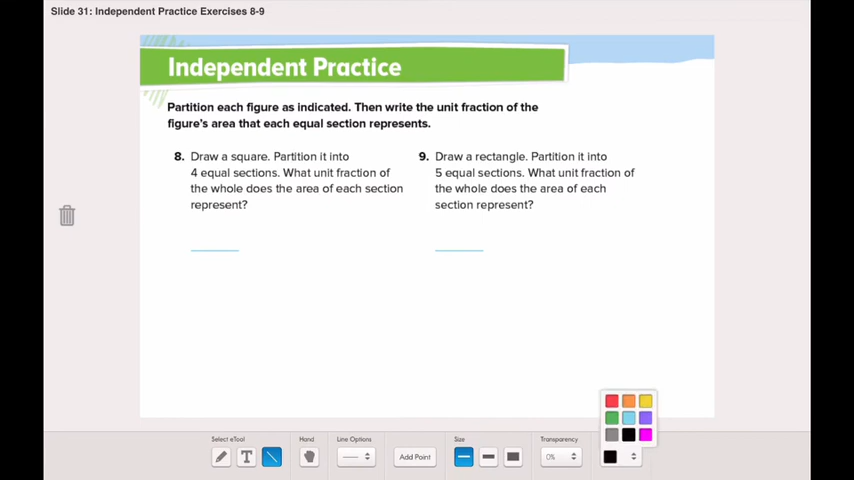 Slide 31: Independent Practice Exercises 8-9
Independent Practice
Partition each figure as indicated. Then write the unit fraction of the
figure's area that each equal section represents.
8. Draw a square. Partition it into
4 equal sections. What unit fraction of
the whole does the area of each section
represent?
9. Draw a rectangle. Partition it into
5 equal sections. What unit fraction of
the whole does the area of each
section represent?
Select eTool
Hand
Line Options
Size
Transparency
T
Add Point
0%